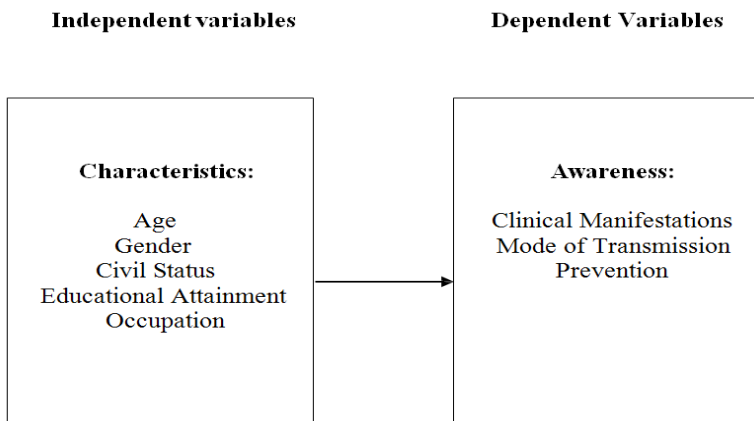 Independent variables
Dependent Variables
Characteristics:
Age
Gender
Civil Status
Educational Attainment
Occupation
Awareness:
Clinical Manifestations
Mode of Transmission
Prevention